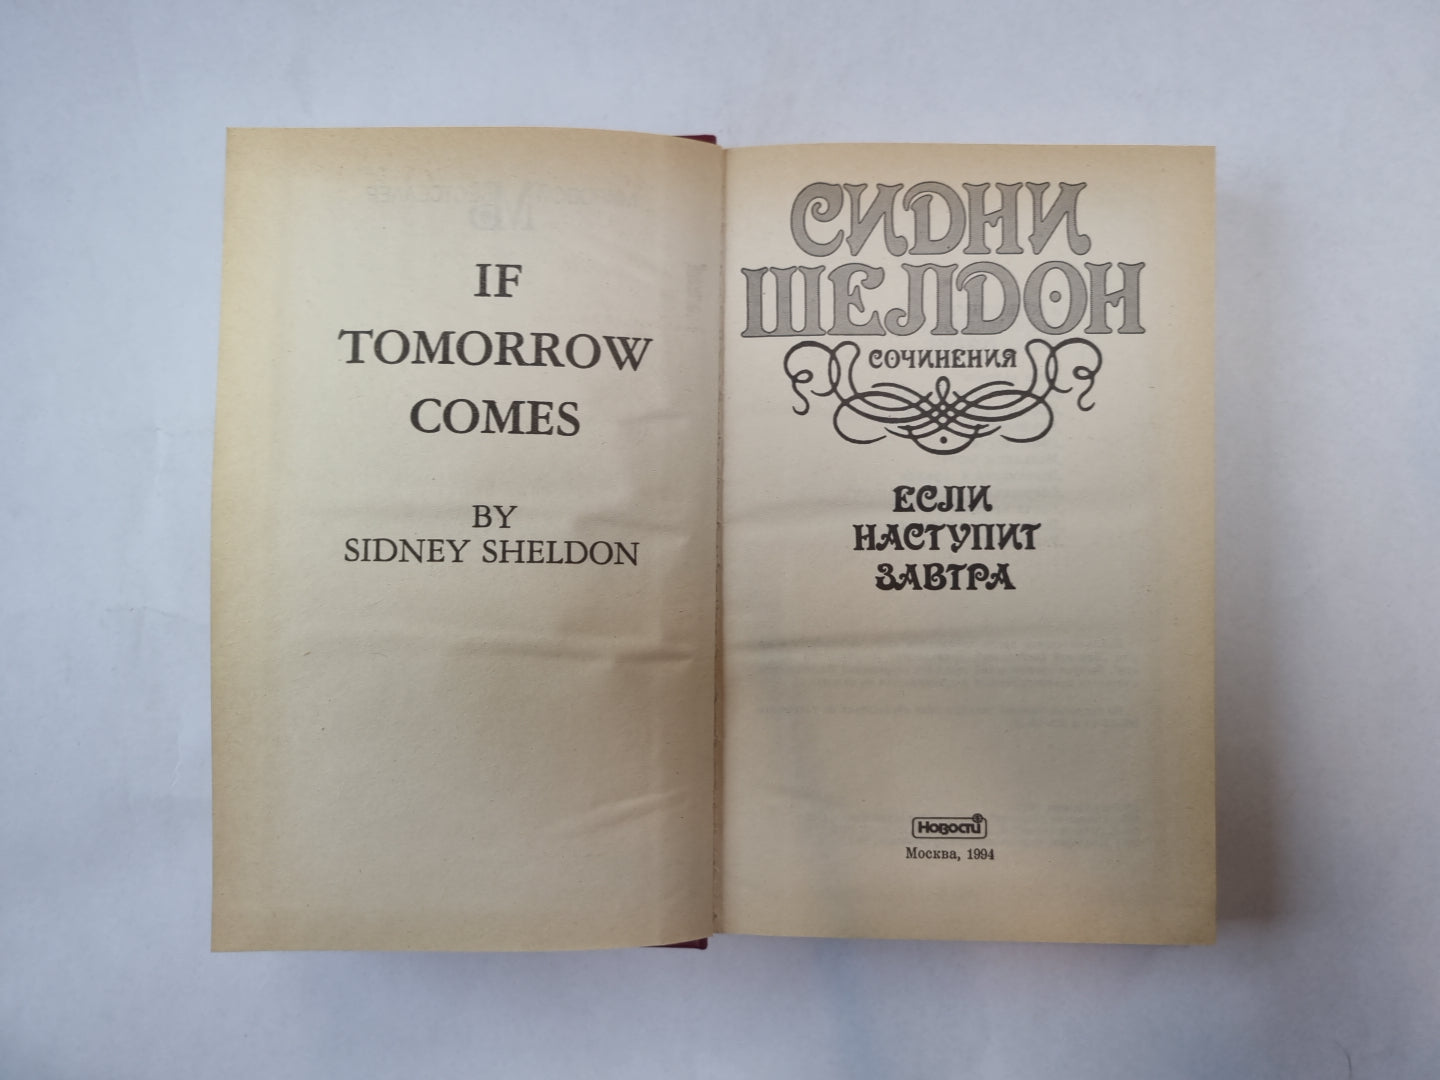 IF
TOMORROW
COMES
BY
SIDNEY SHELDON
СИДНИ
ШЕЛДОН
СОЧИНЕНИЯ
ЕСЛИ
НАСТУПИТ
ЗАВТРА
Новости
Москва, 1994